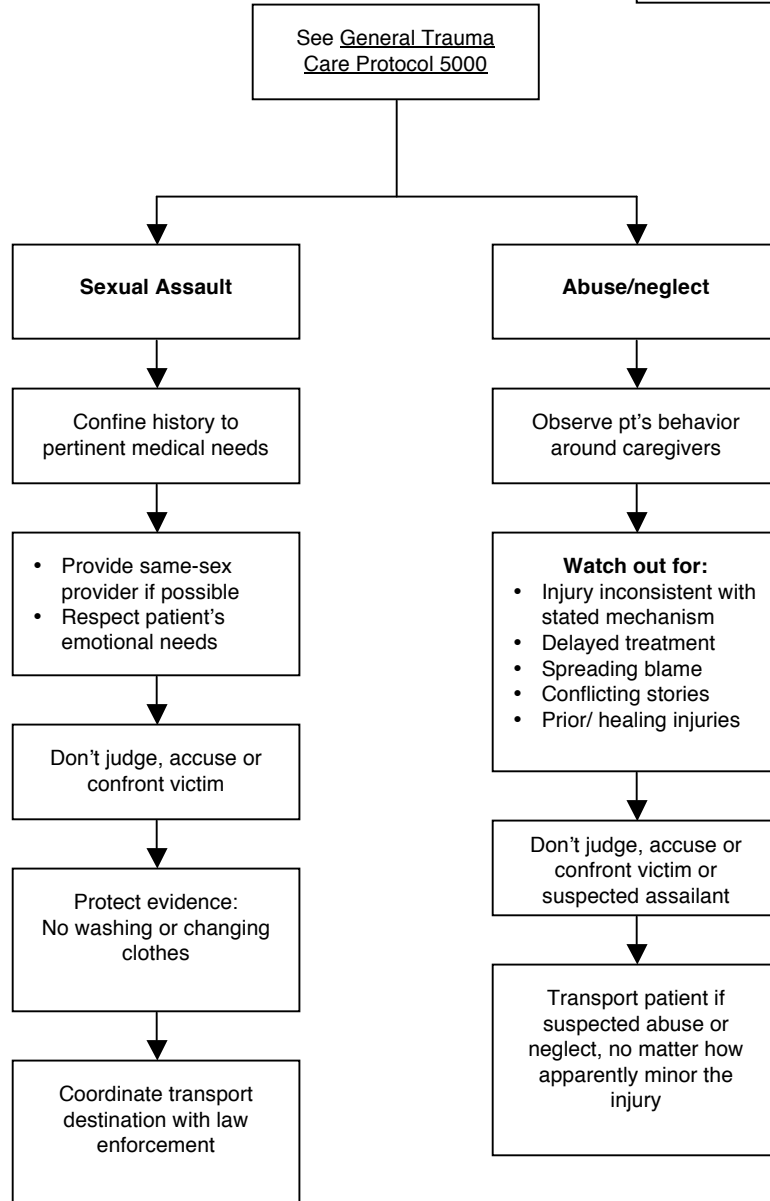 See General Trauma
Care Protocol 5000
Sexual Assault
Confine history to
pertinent medical needs
• Provide same-sex
provider if possible
• Respect patient’s
emotional needs
Don’t judge, accuse or
confront victim
Protect evidence:
No washing or changing
clothes
Coordinate transport
destination with law
enforcement
Abuse/neglect
Observe pt’s behavior
around caregivers
Watch out for:
• Injury inconsistent with
stated mechanism
• Delayed treatment
• Spreading blame
• Conflicting stories
• Prior/ healing injuries
Don’t judge, accuse or
confront victim or
suspected assailant
Transport patient if
suspected abuse or
neglect, no matter how
apparently minor the
injury